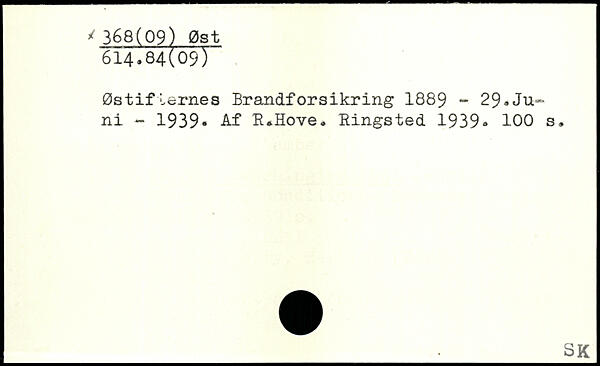 × 368(09) Øst
614.84(09)
Østifternes Brandforsikring 1889 - 29.Ju-
ni - 1939. Af R.Hove. Ringsted 1939. 100 s.
SK